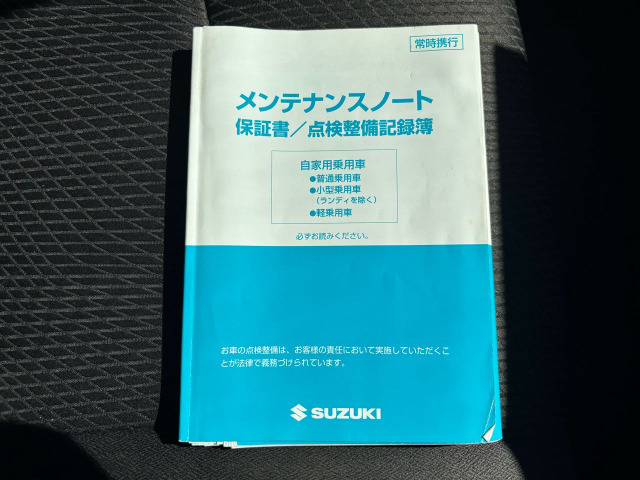 常時携行
メンテナンスノート
保証書／点検整備記録簿
自家用乗用車
●普通乗用車
●小型乗用車
（ランディを除く）
●軽乗用車
必ずお読みください。
お車の点検整備は、お客様の責任において実施していただくこ
とが法律で義務づけられています。
SUZUKI